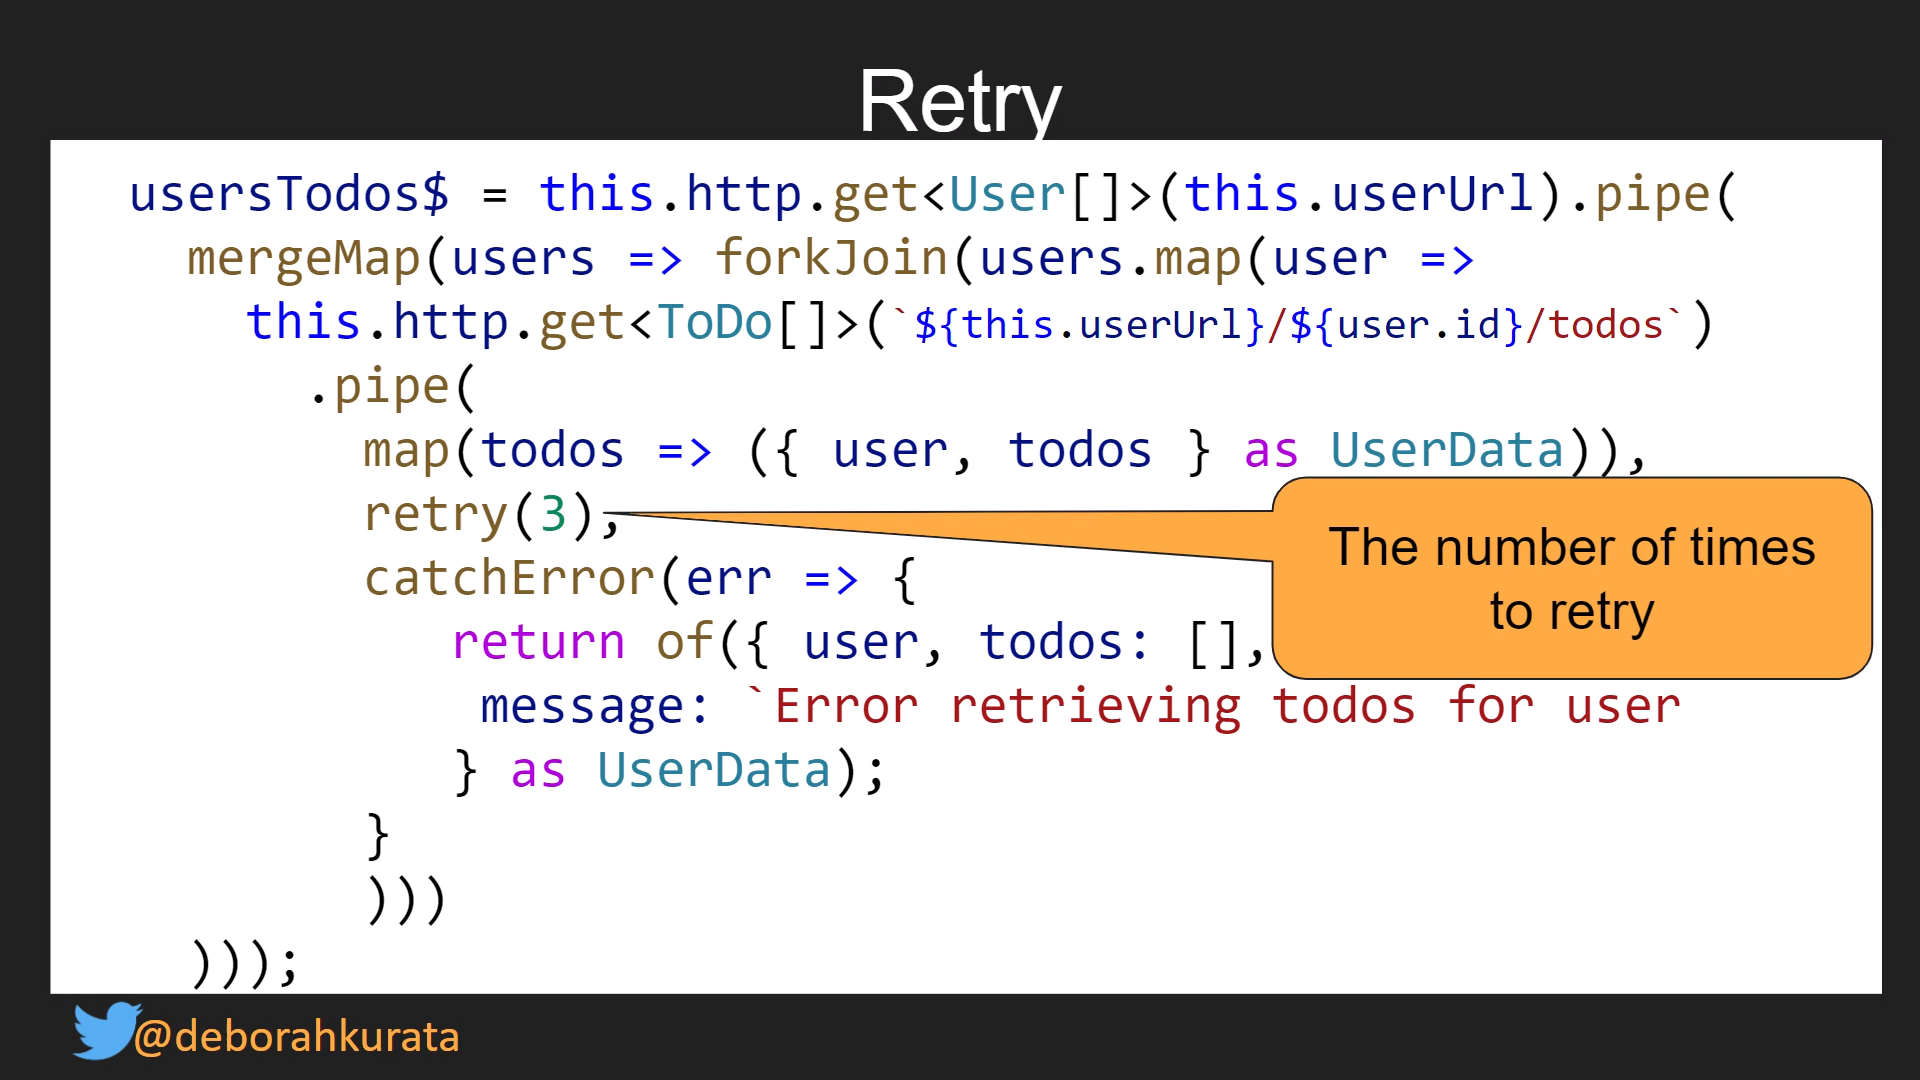 Retry
usersTodos$ = this.http.get<User[]>(this.userUrl).pipe(
mergeMap(users => forkJoin(users.map(user =>
this.http.get<ToDo[]>(`${this.userUrl}/${user.id}/todos`)
.pipe(
map(todos => ({ user, todos } as UserData)),
retry(3),
catchError(err => {
return of({ user, todos: [],
message: `Error retrieving todos for user
} as UserData);
}
)))
)));
The number of times
to retry
@deborahkurata